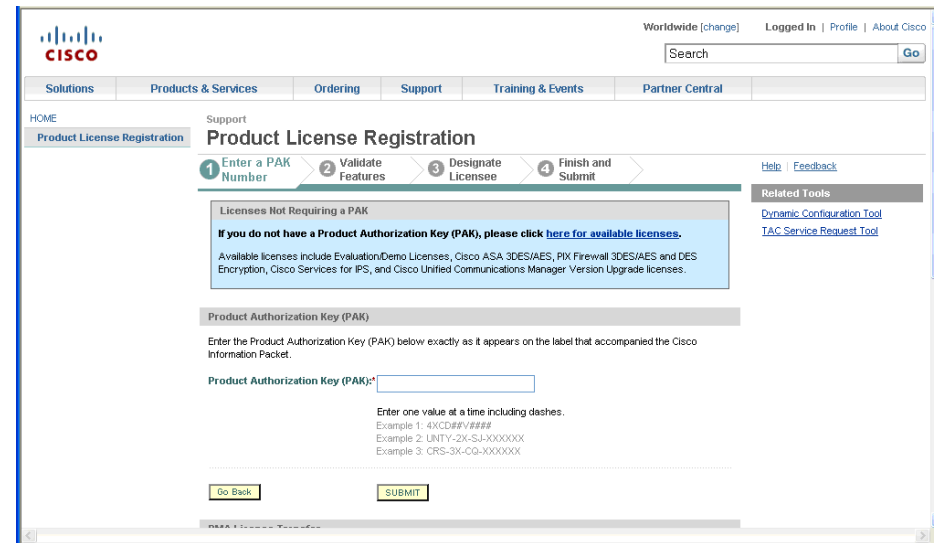 Worldwide [change] Logged In | Profile | About Cisco
CISCO
Search Go
Solutions Products & Services Ordering Support Training & Events Partner Central
HOME
Product License Registration
Support
Product License Registration
1 Enter a PAK Number 2 Validate Features 3 Designate Licensee 4 Finish and Submit
Help | Feedback
Related Tools
Dynamic Configuration Tool
TAC Service Request Tool
Licenses Not Requiring a PAK
If you do not have a Product Authorization Key (PAK), please click here for available licenses.
Available licenses include Evaluation/Demo Licenses, Cisco ASA 3DES/AES, PIX Firewall 3DES/AES and DES
Encryption, Cisco Services for IPS, and Cisco Unified Communications Manager Version Upgrade licenses.
Product Authorization Key (PAK)
Enter the Product Authorization Key (PAK) below exactly as it appears on the label that accompanied the Cisco
Information Packet.
Product Authorization Key (PAK):*
Enter one value at a time including dashes.
Example 1: 4XCD##V####
Example 2: UNTY-2X-SJ-XXXXXX
Example 3: CRS-3X-CQ-XXXXXX
Go Back SUBMIT